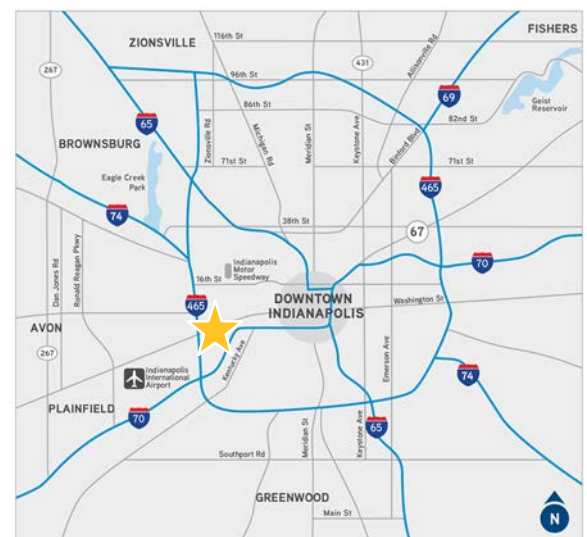 FISHERS
ZIONSVILLE
116th St
Allisonville Rd
267
431
96th St
69
86th St
Geist
Reservoir
65
82nd St
Zionsville Rd
Michigan Rd
Meridian St
Keystone Ave
Binford Blvd
BROWNSBURG
71st St
71st St
Eagle Creek
Park
465
74
38th St
67
Dan Jones Rd
Ronald Reagan Pkwy
Indianapolis
Motor
Speedway
70
16th St
465
DOWNTOWN
INDIANAPOLIS
Washington St
AVON
267
Kentucky Ave
Emerson Ave
Indianapolis
International
Airport
74
PLAINFIELD
70
Meridian St
Keystone Ave
65
Southport Rd
GREENWOOD
Main St
N